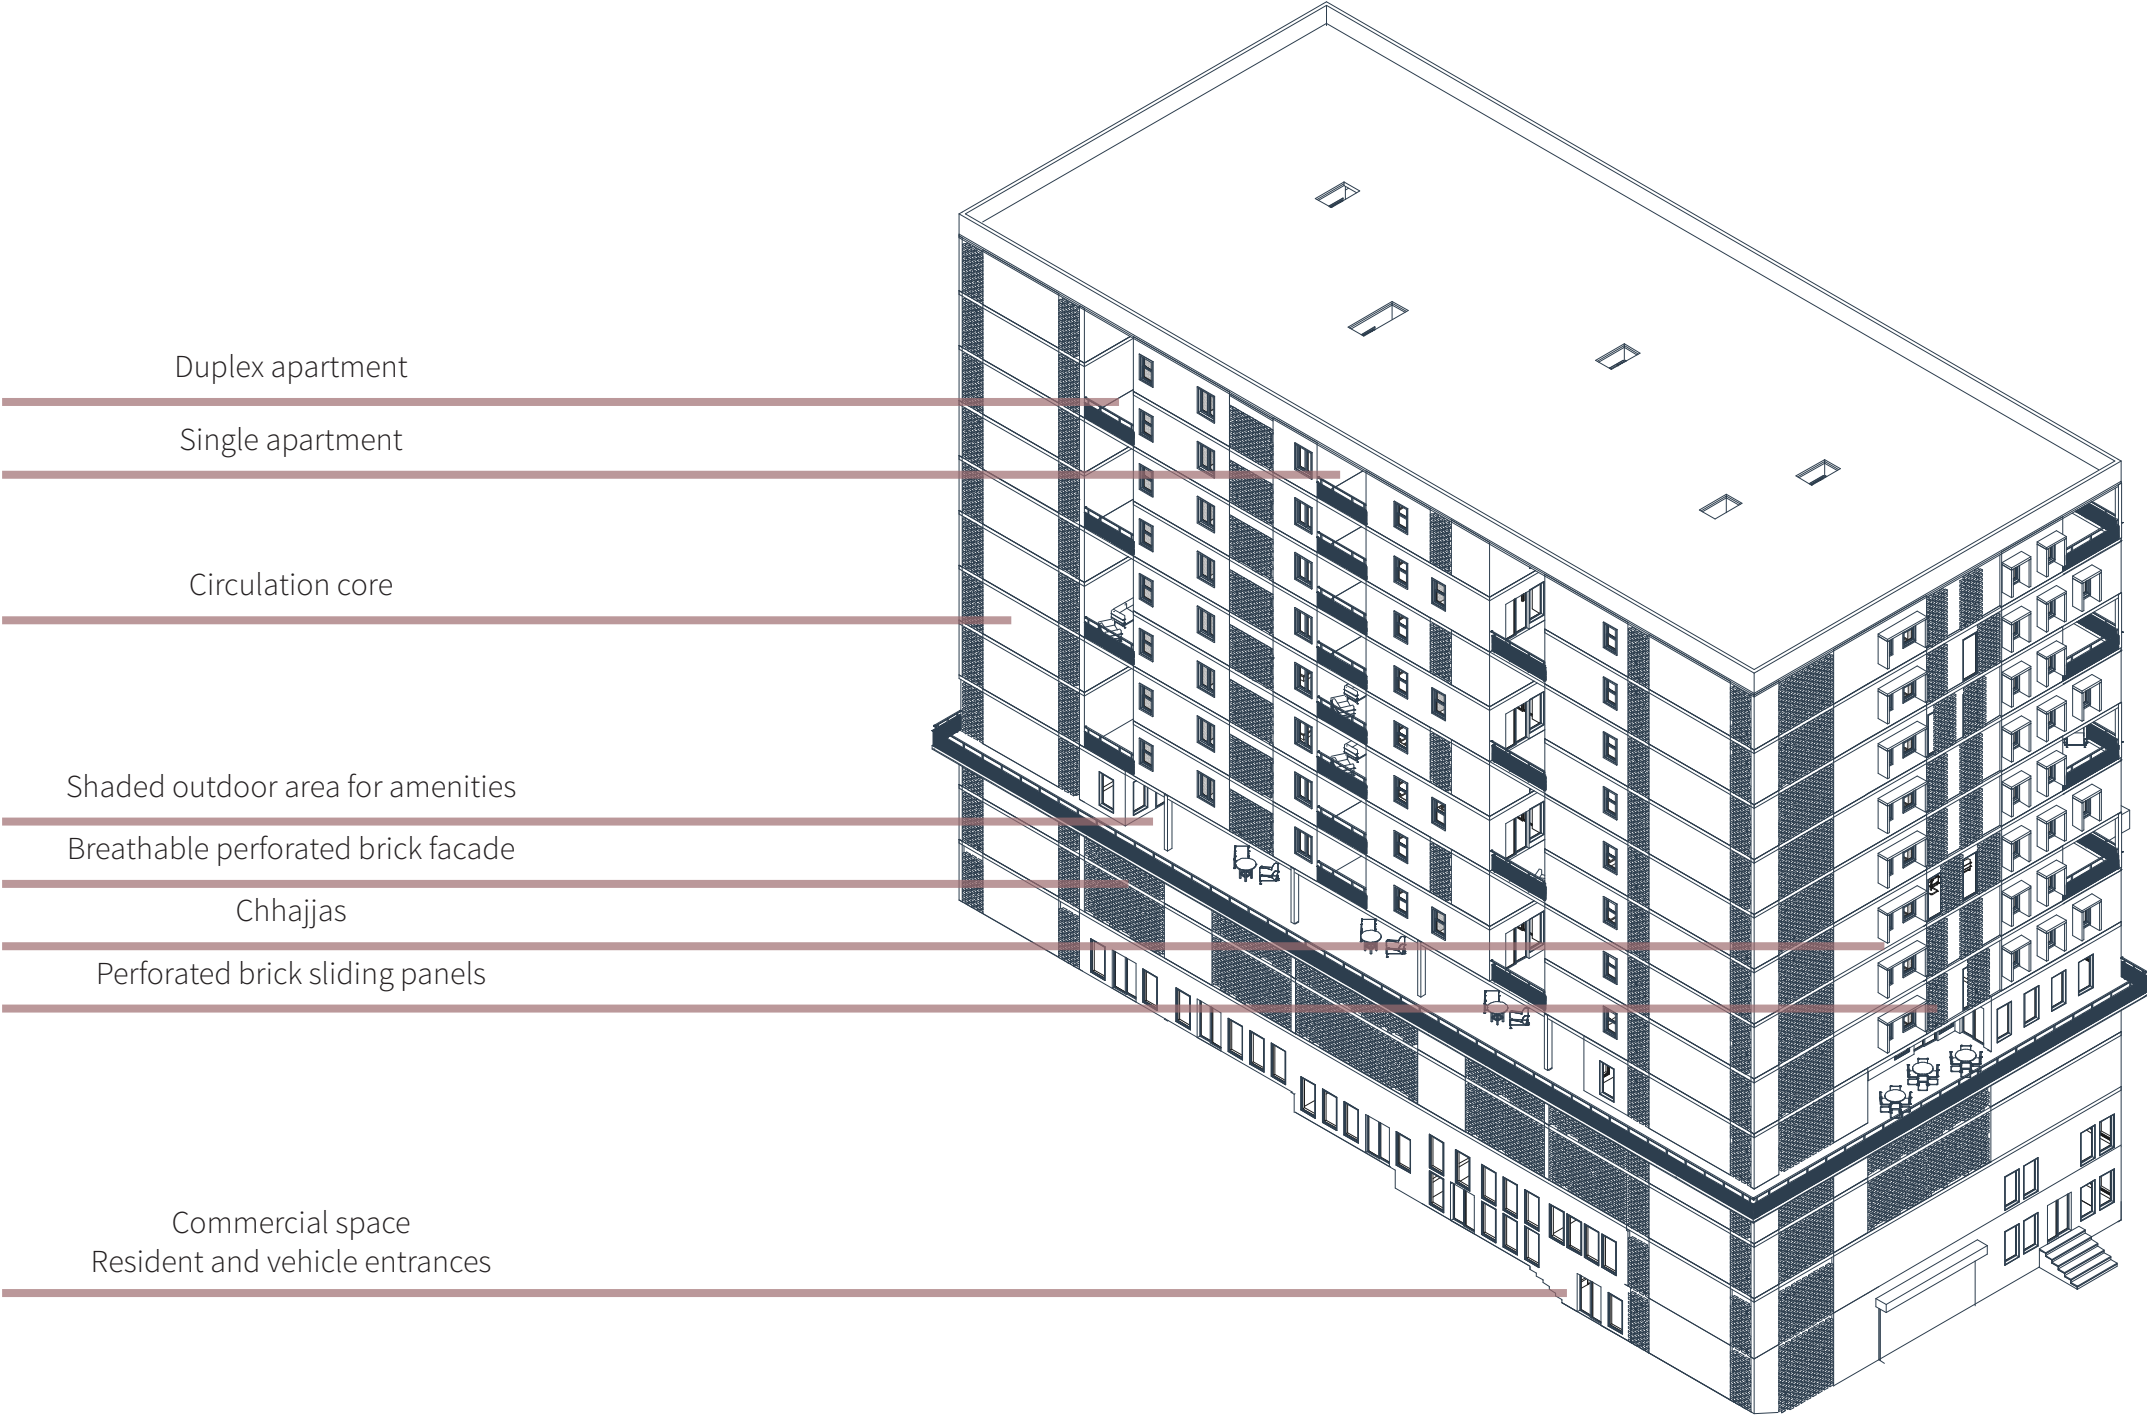 Duplex apartment
Single apartment
Circulation core
Shaded outdoor area for amenities
Breathable perforated brick facade
Chhajjas
Perforated brick sliding panels
Commercial space
Resident and vehicle entrances